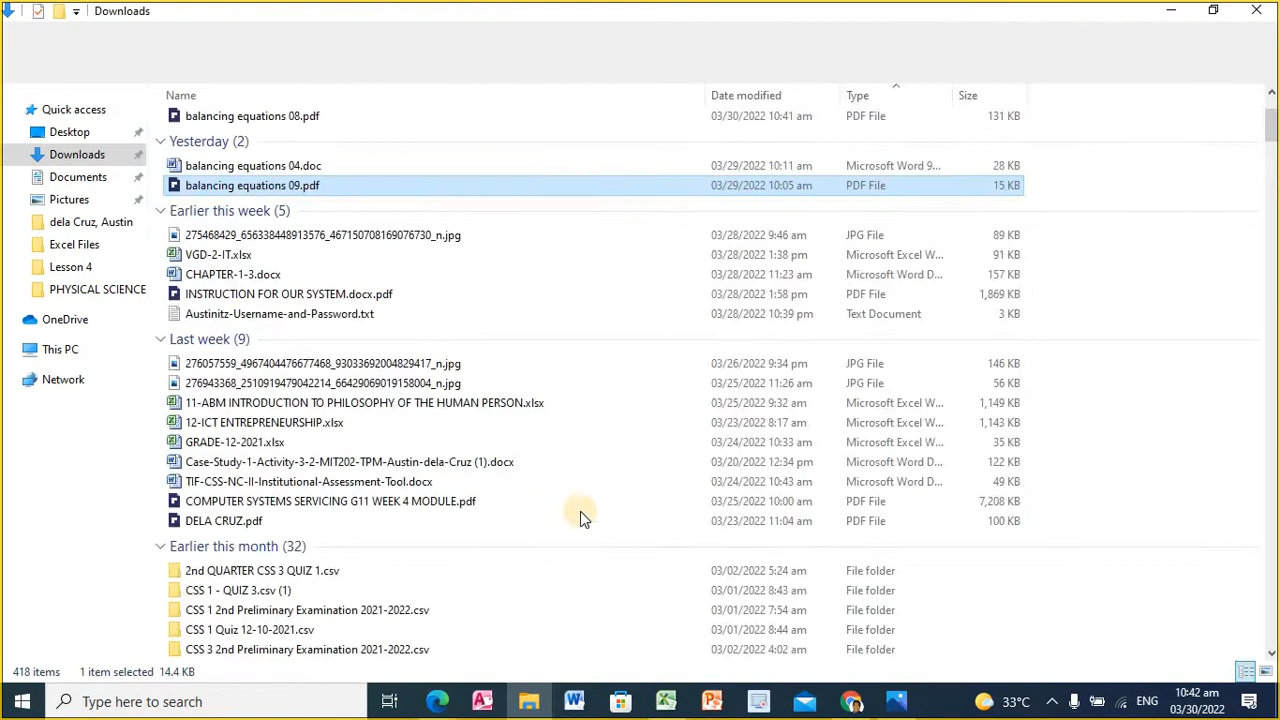 Downloads
Name Date modified Type Size
balancing equations 08.pdf 03/30/2022 10:41 am PDF File 131 KB
Quick access
Yesterday (2)
Desktop
balancing equations 04.doc 03/29/2022 10:11 am Microsoft Word 9... 28 KB
Downloads
balancing equations 09.pdf 03/29/2022 10:05 am PDF File 15 KB
Documents
Pictures
Earlier this week (5)
dela Cruz, Austin
275468429_656338448913576_467150708169076730_n.jpg 03/28/2022 9:46 am JPG File 89 KB
Excel Files
VGD-2-IT.xlsx 03/28/2022 1:38 pm Microsoft Excel W... 91 KB
Lesson 4
CHAPTER-1-3.docx 03/28/2022 11:23 am Microsoft Word D... 157 KB
PHYSICAL SCIENCE
INSTRUCTION FOR OUR SYSTEM.docx.pdf 03/28/2022 1:58 pm PDF File 1,869 KB
OneDrive
Austinitz-Username-and-Password.txt 03/28/2022 10:39 pm Text Document 3 KB
This PC
Last week (9)
Network
276057559_4967404476677468_93033692004829417_n.jpg 03/26/2022 9:34 pm JPG File 146 KB
276943368_2510919479042214_66429069019158004_n.jpg 03/25/2022 11:26 am JPG File 56 KB
11-ABM INTRODUCTION TO PHILOSOPHY OF THE HUMAN PERSON.xlsx 03/25/2022 9:32 am Microsoft Excel W... 1,149 KB
12-ICT ENTREPRENEURSHIP.xlsx 03/23/2022 8:17 am Microsoft Excel W... 1,143 KB
GRADE-12-2021.xlsx 03/24/2022 10:33 am Microsoft Excel W... 35 KB
Case-Study-1-Activity-3-2-MIT202-TPM-Austin-dela-Cruz (1).docx 03/20/2022 12:34 pm Microsoft Word D... 122 KB
TIF-CSS-NC-II-Institutional-Assessment-Tool.docx 03/24/2022 10:43 am Microsoft Word D... 49 KB
COMPUTER SYSTEMS SERVICING G11 WEEK 4 MODULE.pdf 03/25/2022 10:00 am PDF File 7,208 KB
DELA CRUZ.pdf 03/23/2022 11:04 am PDF File 100 KB
Earlier this month (32)
2nd QUARTER CSS 3 QUIZ 1.csv 03/02/2022 5:24 am File folder
CSS 1 - QUIZ 3.csv (1) 03/01/2022 8:43 am File folder
CSS 1 2nd Preliminary Examination 2021-2022.csv 03/01/2022 7:54 am File folder
CSS 1 Quiz 12-10-2021.csv 03/01/2022 8:44 am File folder
CSS 3 2nd Preliminary Examination 2021-2022.csv 03/02/2022 4:02 am File folder
418 items 1 item selected 14.4 KB
Type here to search 33°C ENG 10:42 am
03/30/2022